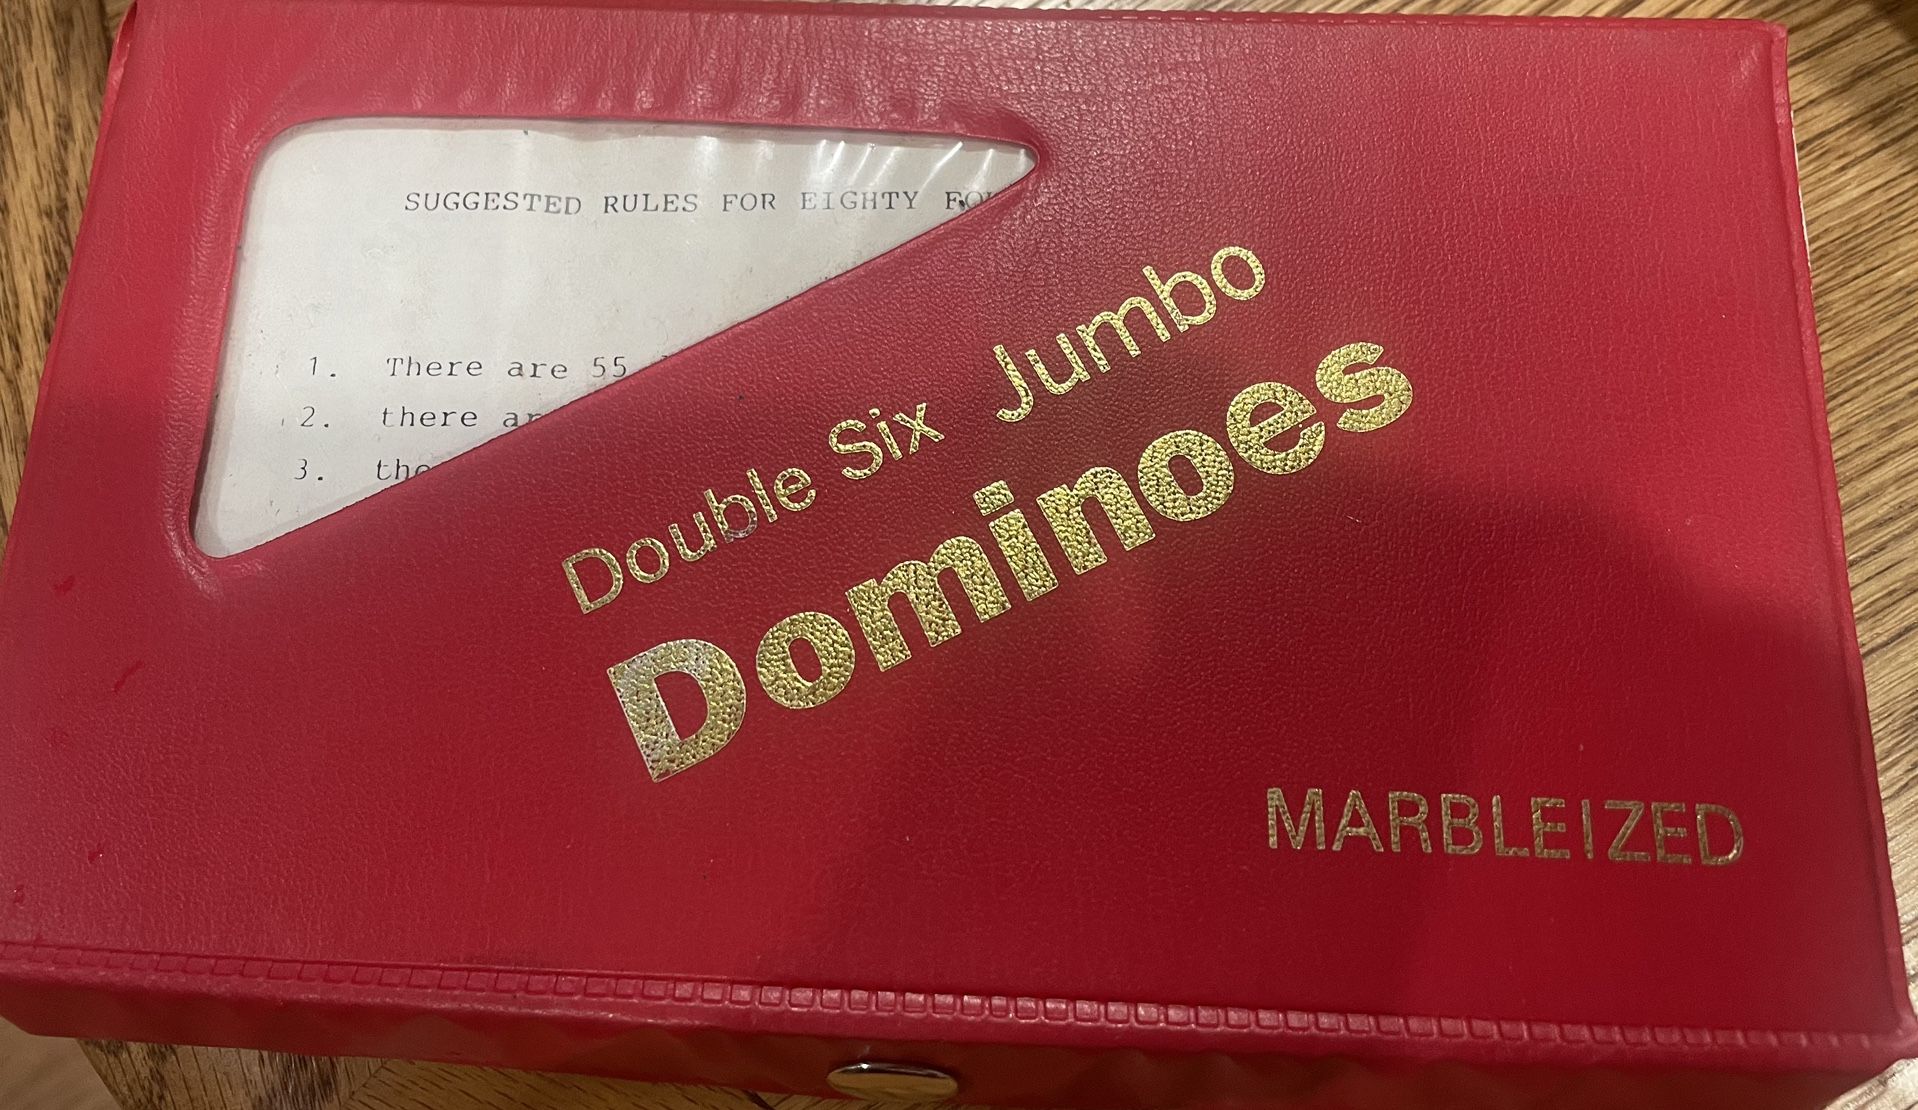 SUGGESTED RULES FOR EIGHTY
1. There are 55
2. there
3.
Double Six Jumbo
Dominoes
MARBLEIZED